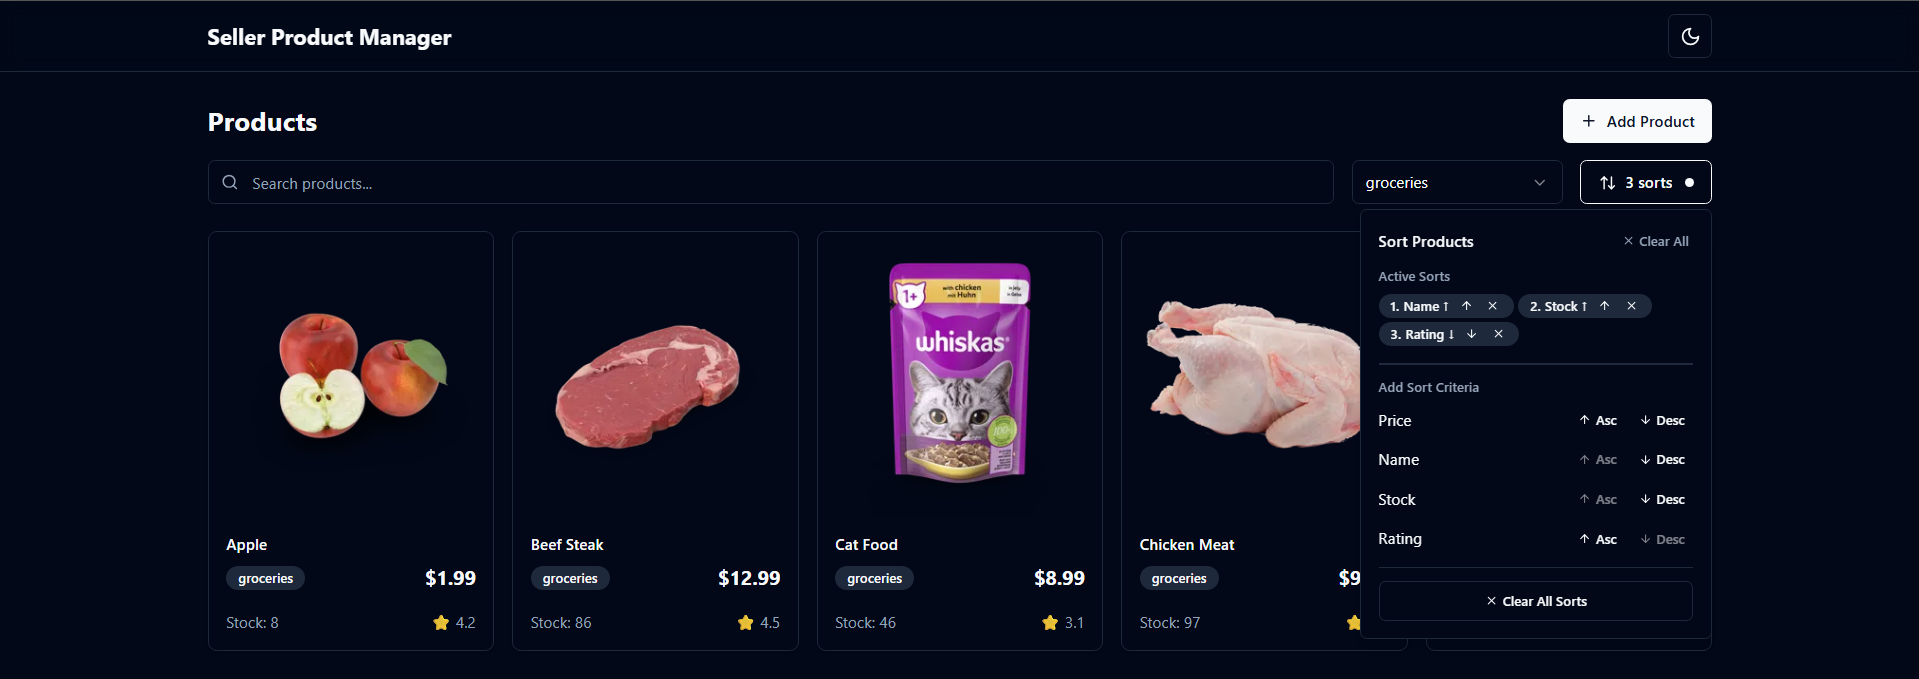 Seller Product Manager
Products
+ Add Product
Search products...
groceries
3 sorts
Sort Products
× Clear All
Active Sorts
1. Name ↑ ↑ ×
2. Stock ↑ ↑ ×
3. Rating ↓ ↓ ×
Add Sort Criteria
Price ↑ Asc ↓ Desc
Name ↑ Asc ↓ Desc
Stock ↑ Asc ↓ Desc
Rating ↑ Asc ↓ Desc
× Clear All Sorts
1+
with chicken
mit Huhn
whiskas
Apple
groceries $1.99
Stock: 8 4.2
Beef Steak
groceries $12.99
Stock: 86 4.5
Cat Food
groceries $8.99
Stock: 46 3.1
Chicken Meat
groceries $9
Stock: 97